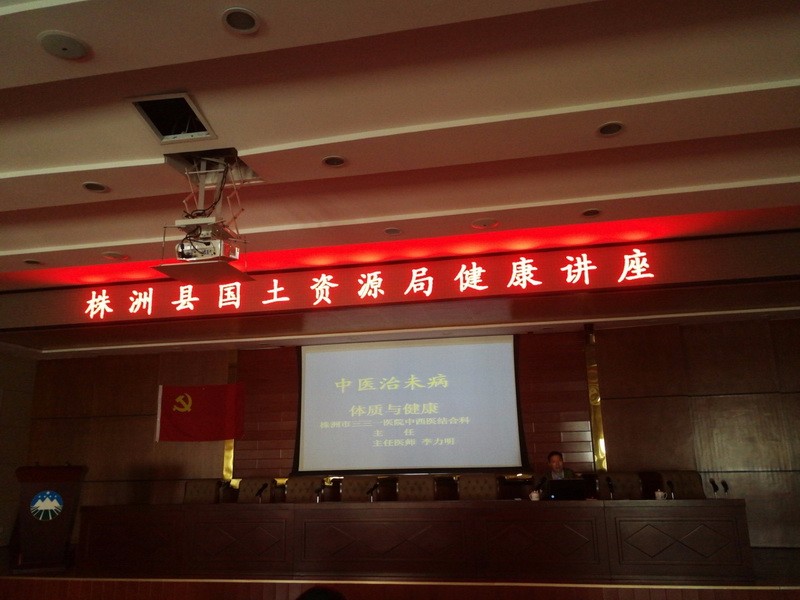 株洲县国土资源局健康讲座
中医治未病
体质与健康
株洲市三三一医院中西医结合科
主 任
主任医师 李力明